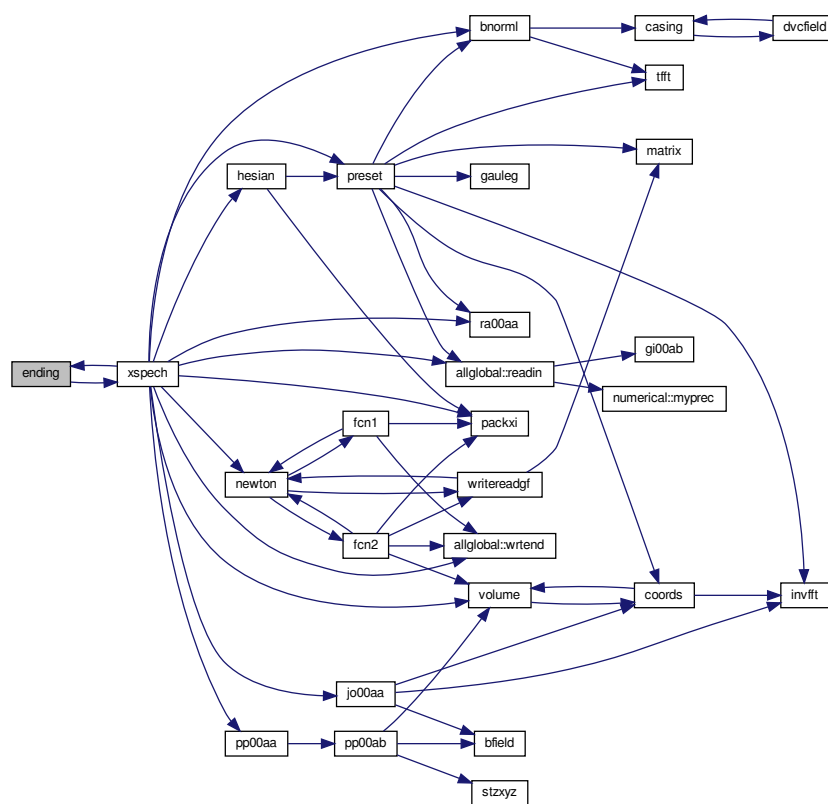 bnorml
casing
dvcfield
tfft
matrix
hesian
preset
gauleg
ra00aa
gi00ab
ending
xspech
allglobal::readin
numerical::myprec
fcn1
packxi
newton
writereadgf
fcn2
allglobal::wrtend
volume
coords
invfft
jo00aa
pp00aa
pp00ab
bfield
stzxyz